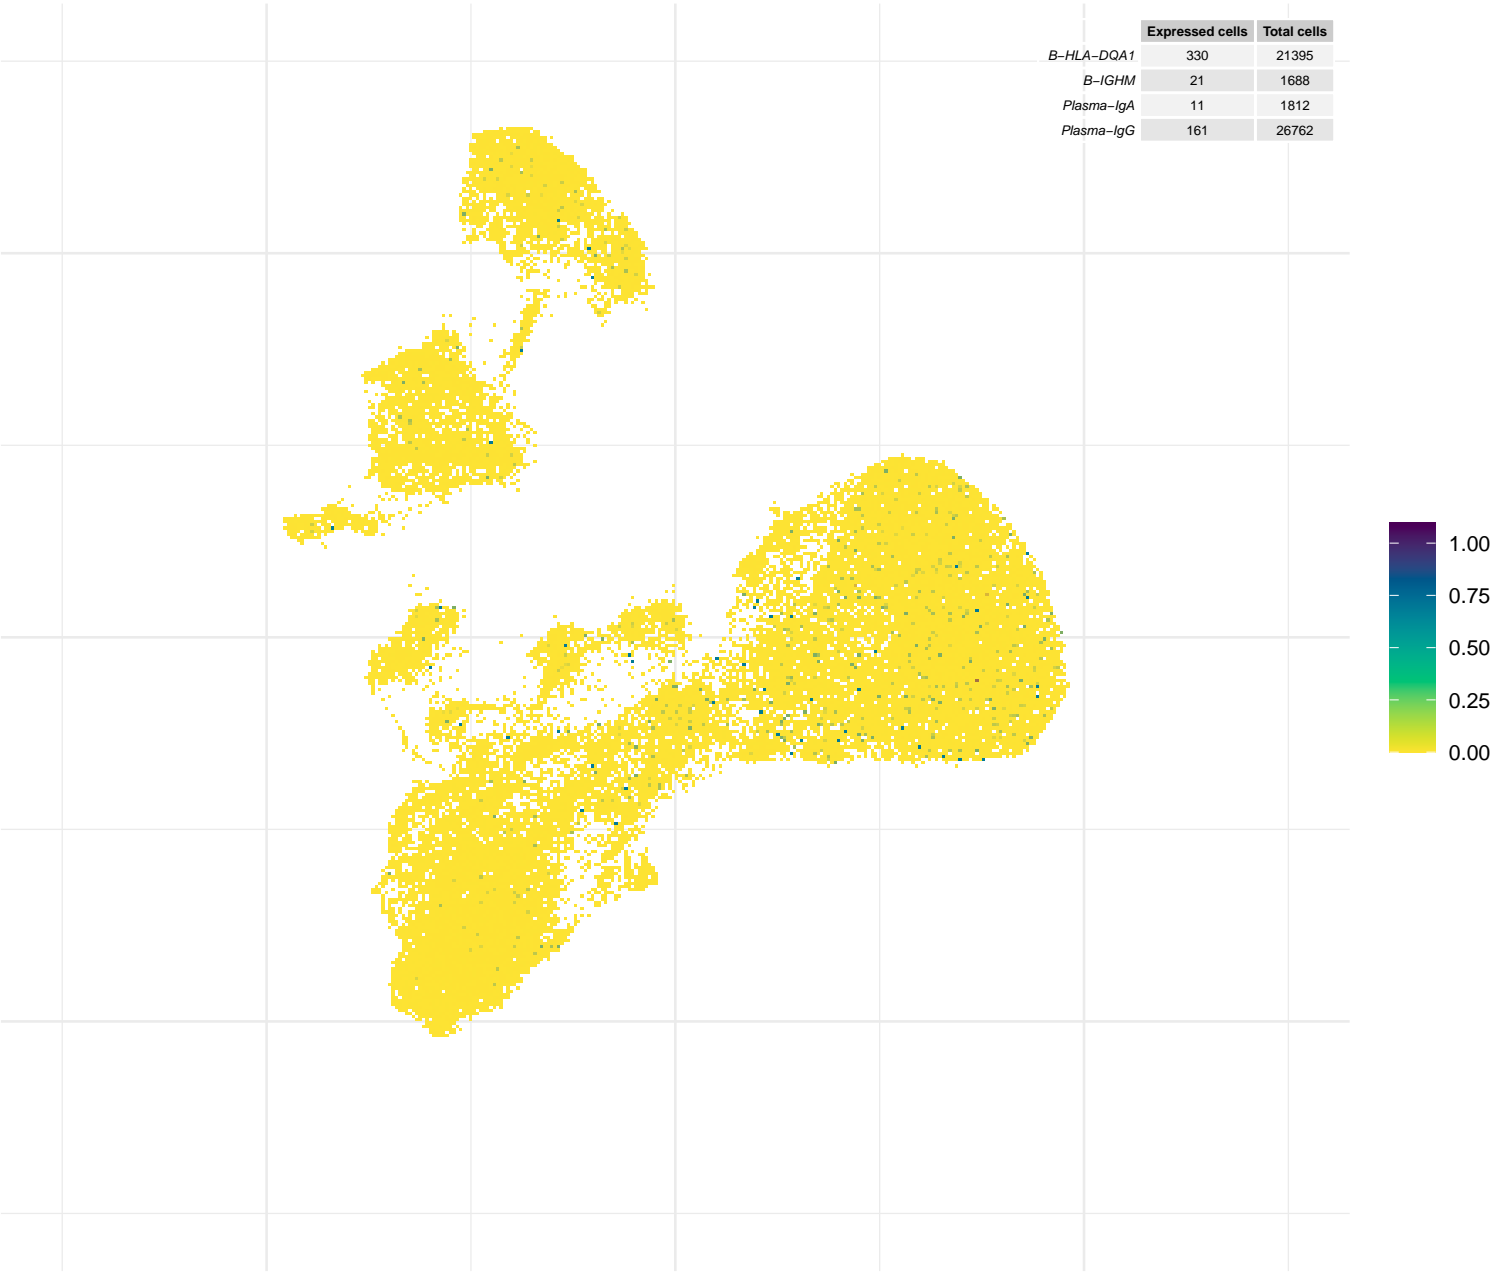 Expressed cells Total cells
B−HLA−DQA1 330 21395
B−IGHM 21 1688
Plasma−IgA 11 1812
Plasma−IgG 161 26762
1.00
0.75
0.50
0.25
0.00